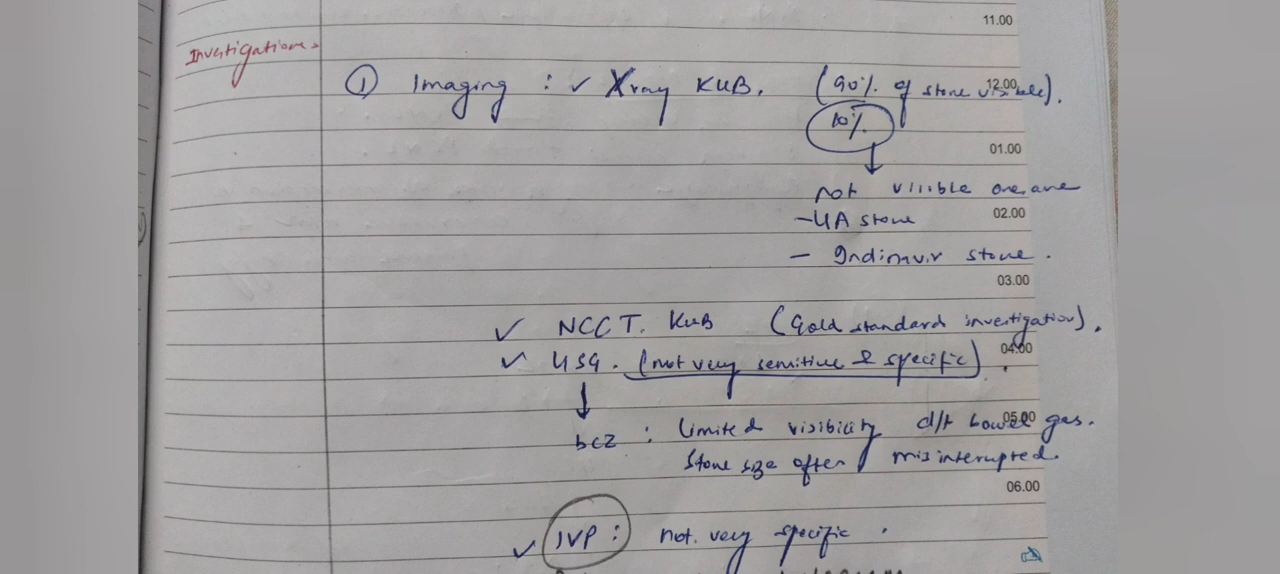 11.00
Investigations
① Imaging : ✓ Xray KUB. (90% of stone visible).
12.00
10%
01.00
not visible one are
02.00
- UA stone
- Indinavir stone.
03.00
✓ NCCT. KUB (Gold standard investigation).
04.00
✓ USG. (not very sensitive & specific).
05.00
bcz : limited visibility d/t bowel gas.
stone size often misinterupted.
06.00
✓ IVP : not very specific.